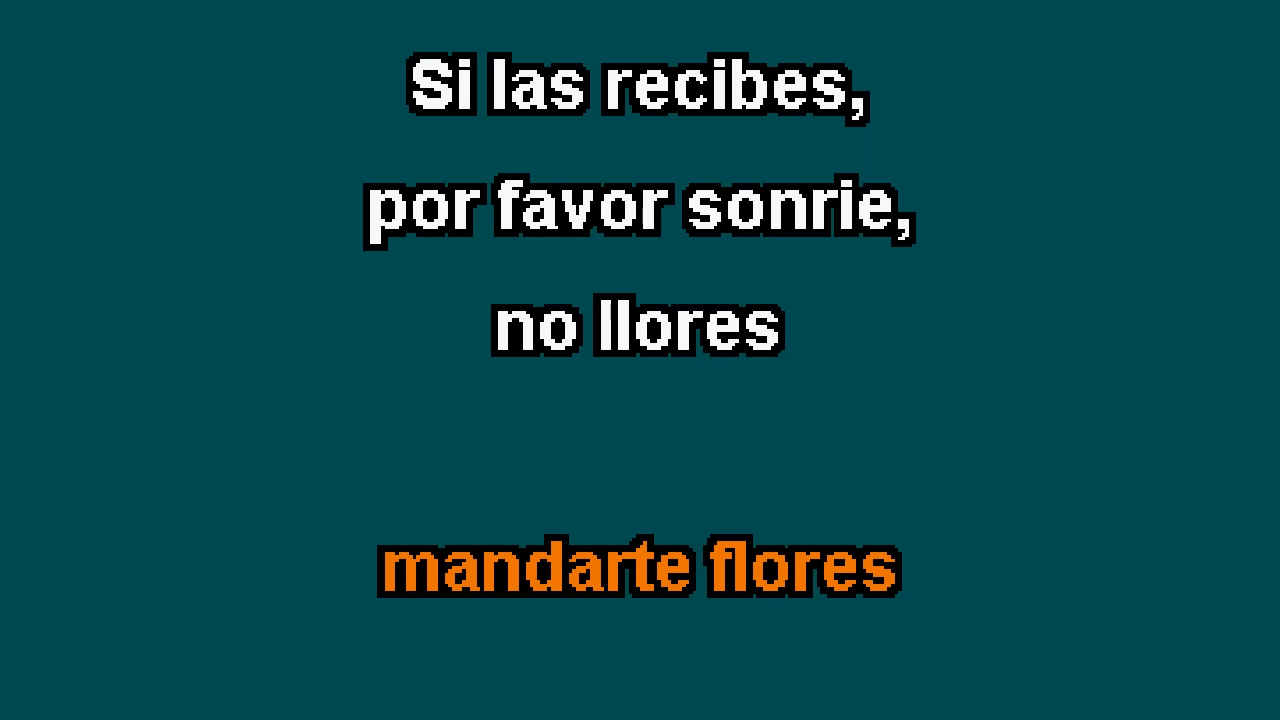 Si las recibes,
por favor sonrie,
no llores
mandarte flores